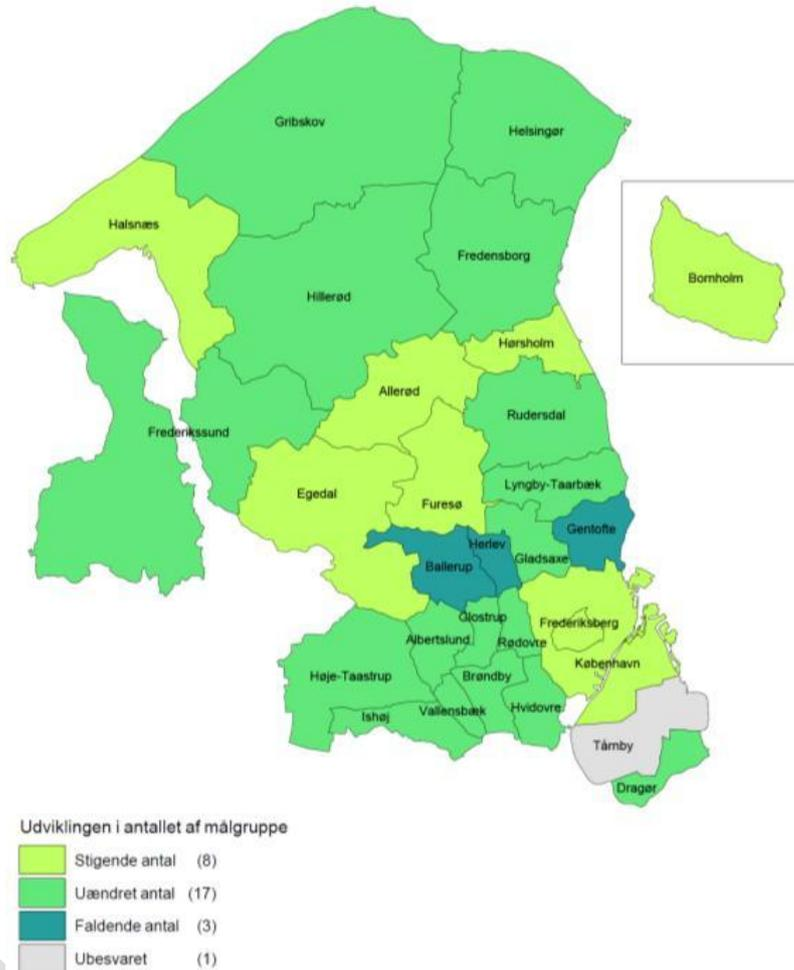 Gribskov
Helsingør
Halsnæs
Fredensborg
Bornholm
Hillerød
Hørsholm
Allerød
Rudersdal
Frederikssund
Lyngby-Taarbæk
Egedal
Furesø
Gentofte
Herlev
Gladsaxe
Ballerup
Glostrup
Frederiksberg
Albertslund
Rødovre
København
Høje-Taastrup
Brøndby
Vallensbæk
Hvidovre
Ishøj
Tårnby
Dragør
Udviklingen i antallet af målgruppe
Stigende antal (8)
Uændret antal (17)
Faldende antal (3)
Ubesvaret (1)